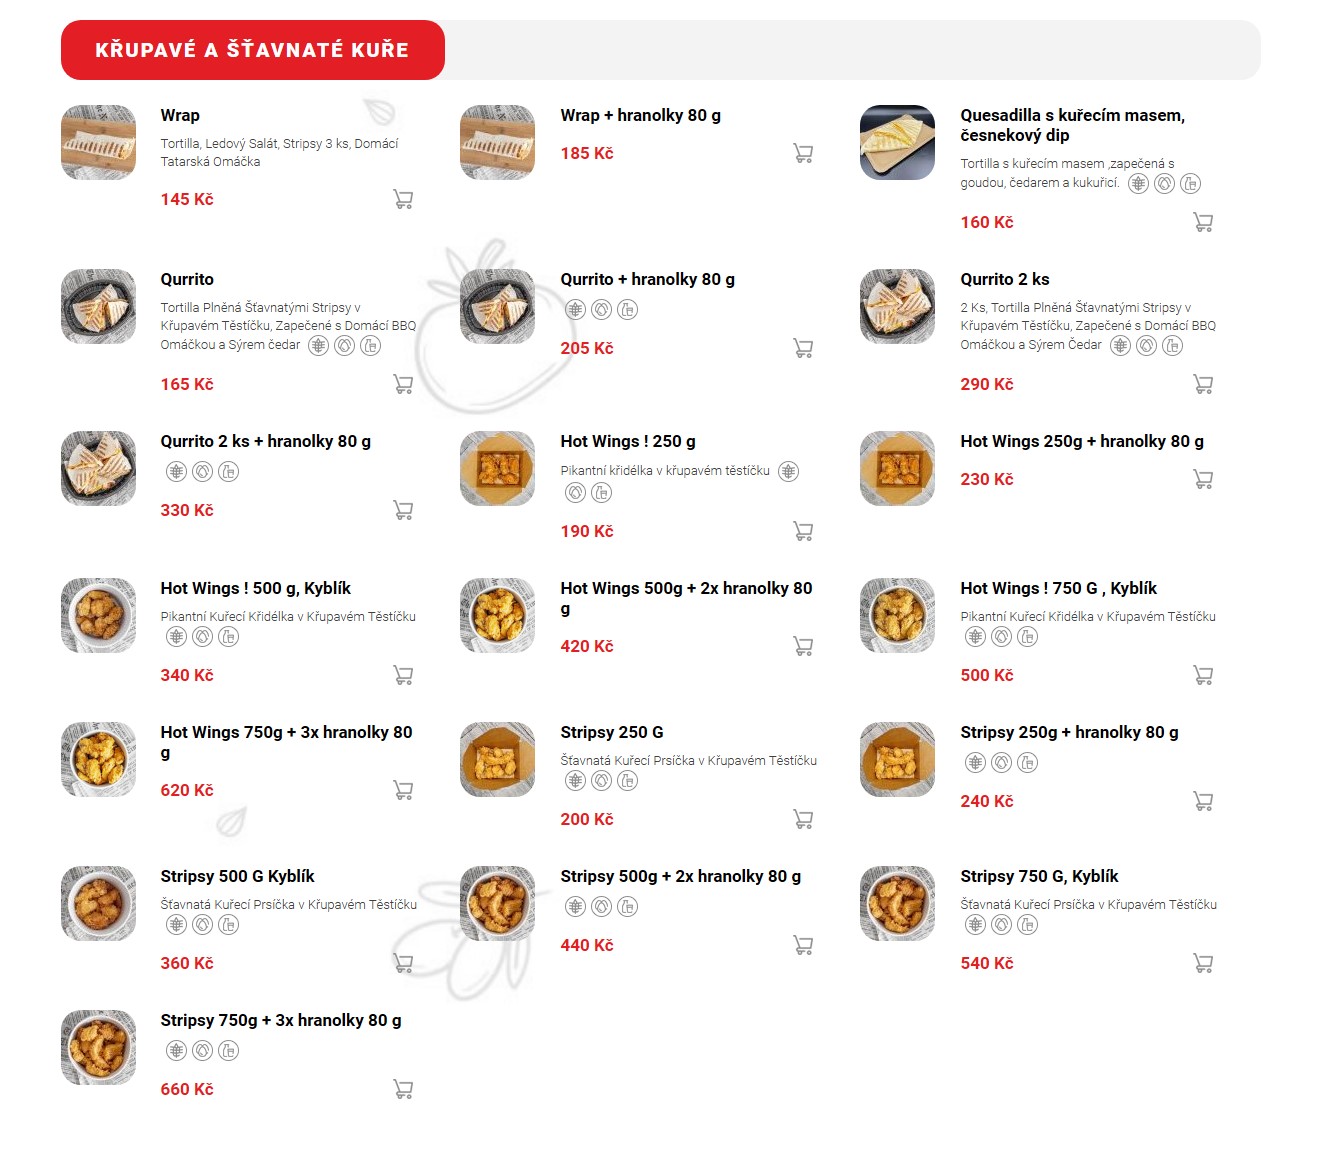 KŘUPAVÉ A ŠŤAVNATÉ KUŘE
Wrap
Tortilla, Ledový Salát, Stripsy 3 ks, Domácí
Tatarská Omáčka
145 Kč
Wrap + hranolky 80 g
185 Kč
Quesadilla s kuřecím masem,
česnekový dip
Tortilla s kuřecím masem ,zapečená s
goudou, čedarem a kukuřicí.
160 Kč
Qurrito
Tortilla Plněná Šťavnatými Stripsy v
Křupavém Těstíčku, Zapečené s Domácí BBQ
Omáčkou a Sýrem čedar
165 Kč
Qurrito + hranolky 80 g
205 Kč
Qurrito 2 ks
2 Ks, Tortilla Plněná Šťavnatými Stripsy v
Křupavém Těstíčku, Zapečené s Domácí BBQ
Omáčkou a Sýrem Čedar
290 Kč
Qurrito 2 ks + hranolky 80 g
330 Kč
Hot Wings ! 250 g
Pikantní křidélka v křupavém těstíčku
190 Kč
Hot Wings 250g + hranolky 80 g
230 Kč
Hot Wings ! 500 g, Kyblík
Pikantní Kuřecí Křidélka v Křupavém Těstíčku
340 Kč
Hot Wings 500g + 2x hranolky 80
g
420 Kč
Hot Wings ! 750 G , Kyblík
Pikantní Kuřecí Křidélka v Křupavém Těstíčku
500 Kč
Hot Wings 750g + 3x hranolky 80
g
620 Kč
Stripsy 250 G
Šťavnatá Kuřecí Prsíčka v Křupavém Těstíčku
200 Kč
Stripsy 250g + hranolky 80 g
240 Kč
Stripsy 500 G Kyblík
Šťavnatá Kuřecí Prsíčka v Křupavém Těstíčku
360 Kč
Stripsy 500g + 2x hranolky 80 g
440 Kč
Stripsy 750 G, Kyblík
Šťavnatá Kuřecí Prsíčka v Křupavém Těstíčku
540 Kč
Stripsy 750g + 3x hranolky 80 g
660 Kč